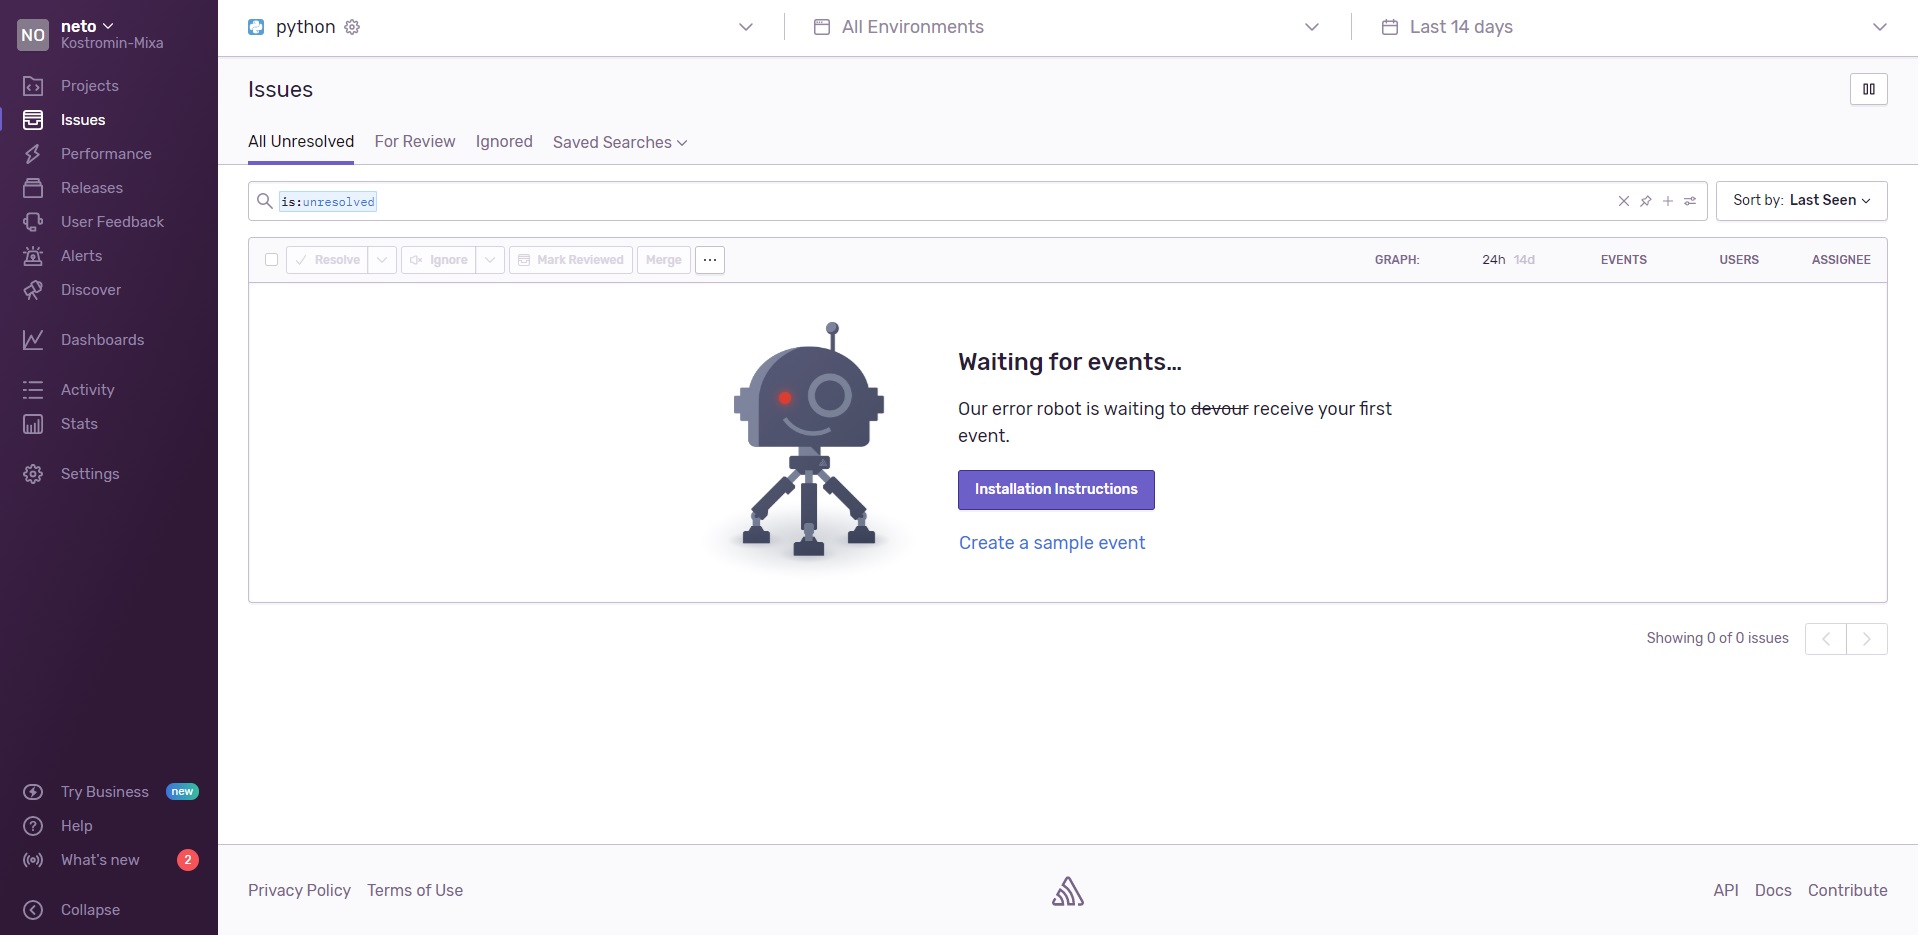 NO
neto
Kostromin-Mixa
Projects
Issues
Performance
Releases
User Feedback
Alerts
Discover
Dashboards
Activity
Stats
Settings
Try Business new
Help
What's new 2
Collapse
python
All Environments
Last 14 days
Issues
All Unresolved For Review Ignored Saved Searches
is:unresolved
Sort by: Last Seen
Resolve Ignore Mark Reviewed Merge ...
GRAPH: 24h 14d EVENTS USERS ASSIGNEE
Waiting for events…
Our error robot is waiting to devour receive your first
event.
Installation Instructions
Create a sample event
Showing 0 of 0 issues
Privacy Policy Terms of Use
API Docs Contribute